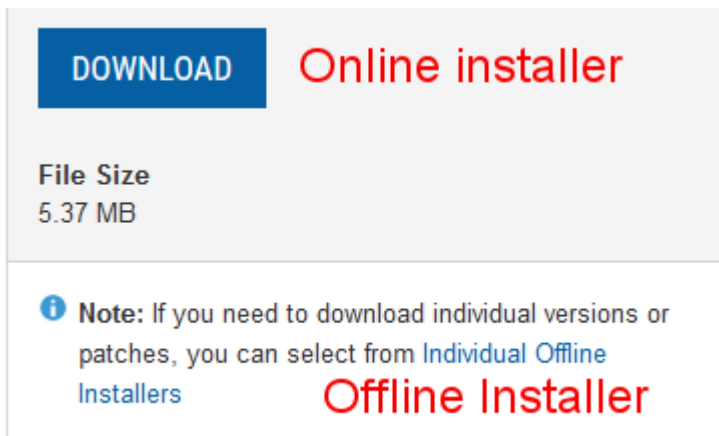 DOWNLOAD Online installer
File Size
5.37 MB
Note: If you need to download individual versions or
patches, you can select from Individual Offline
Installers Offline Installer